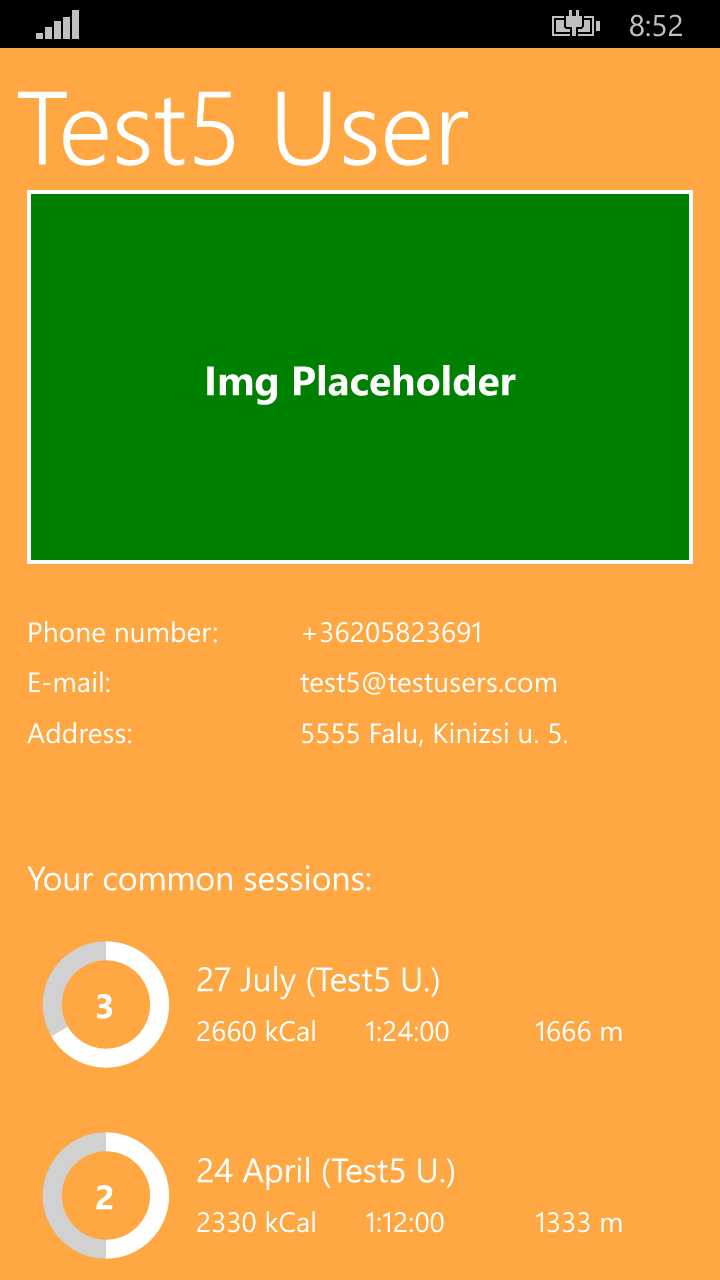 8:52
Test5 User
Img Placeholder
Phone number: +36205823691
E-mail: test5@testusers.com
Address: 5555 Falu, Kinizsi u. 5.
Your common sessions:
3
27 July (Test5 U.)
2660 kCal 1:24:00 1666 m
2
24 April (Test5 U.)
2330 kCal 1:12:00 1333 m